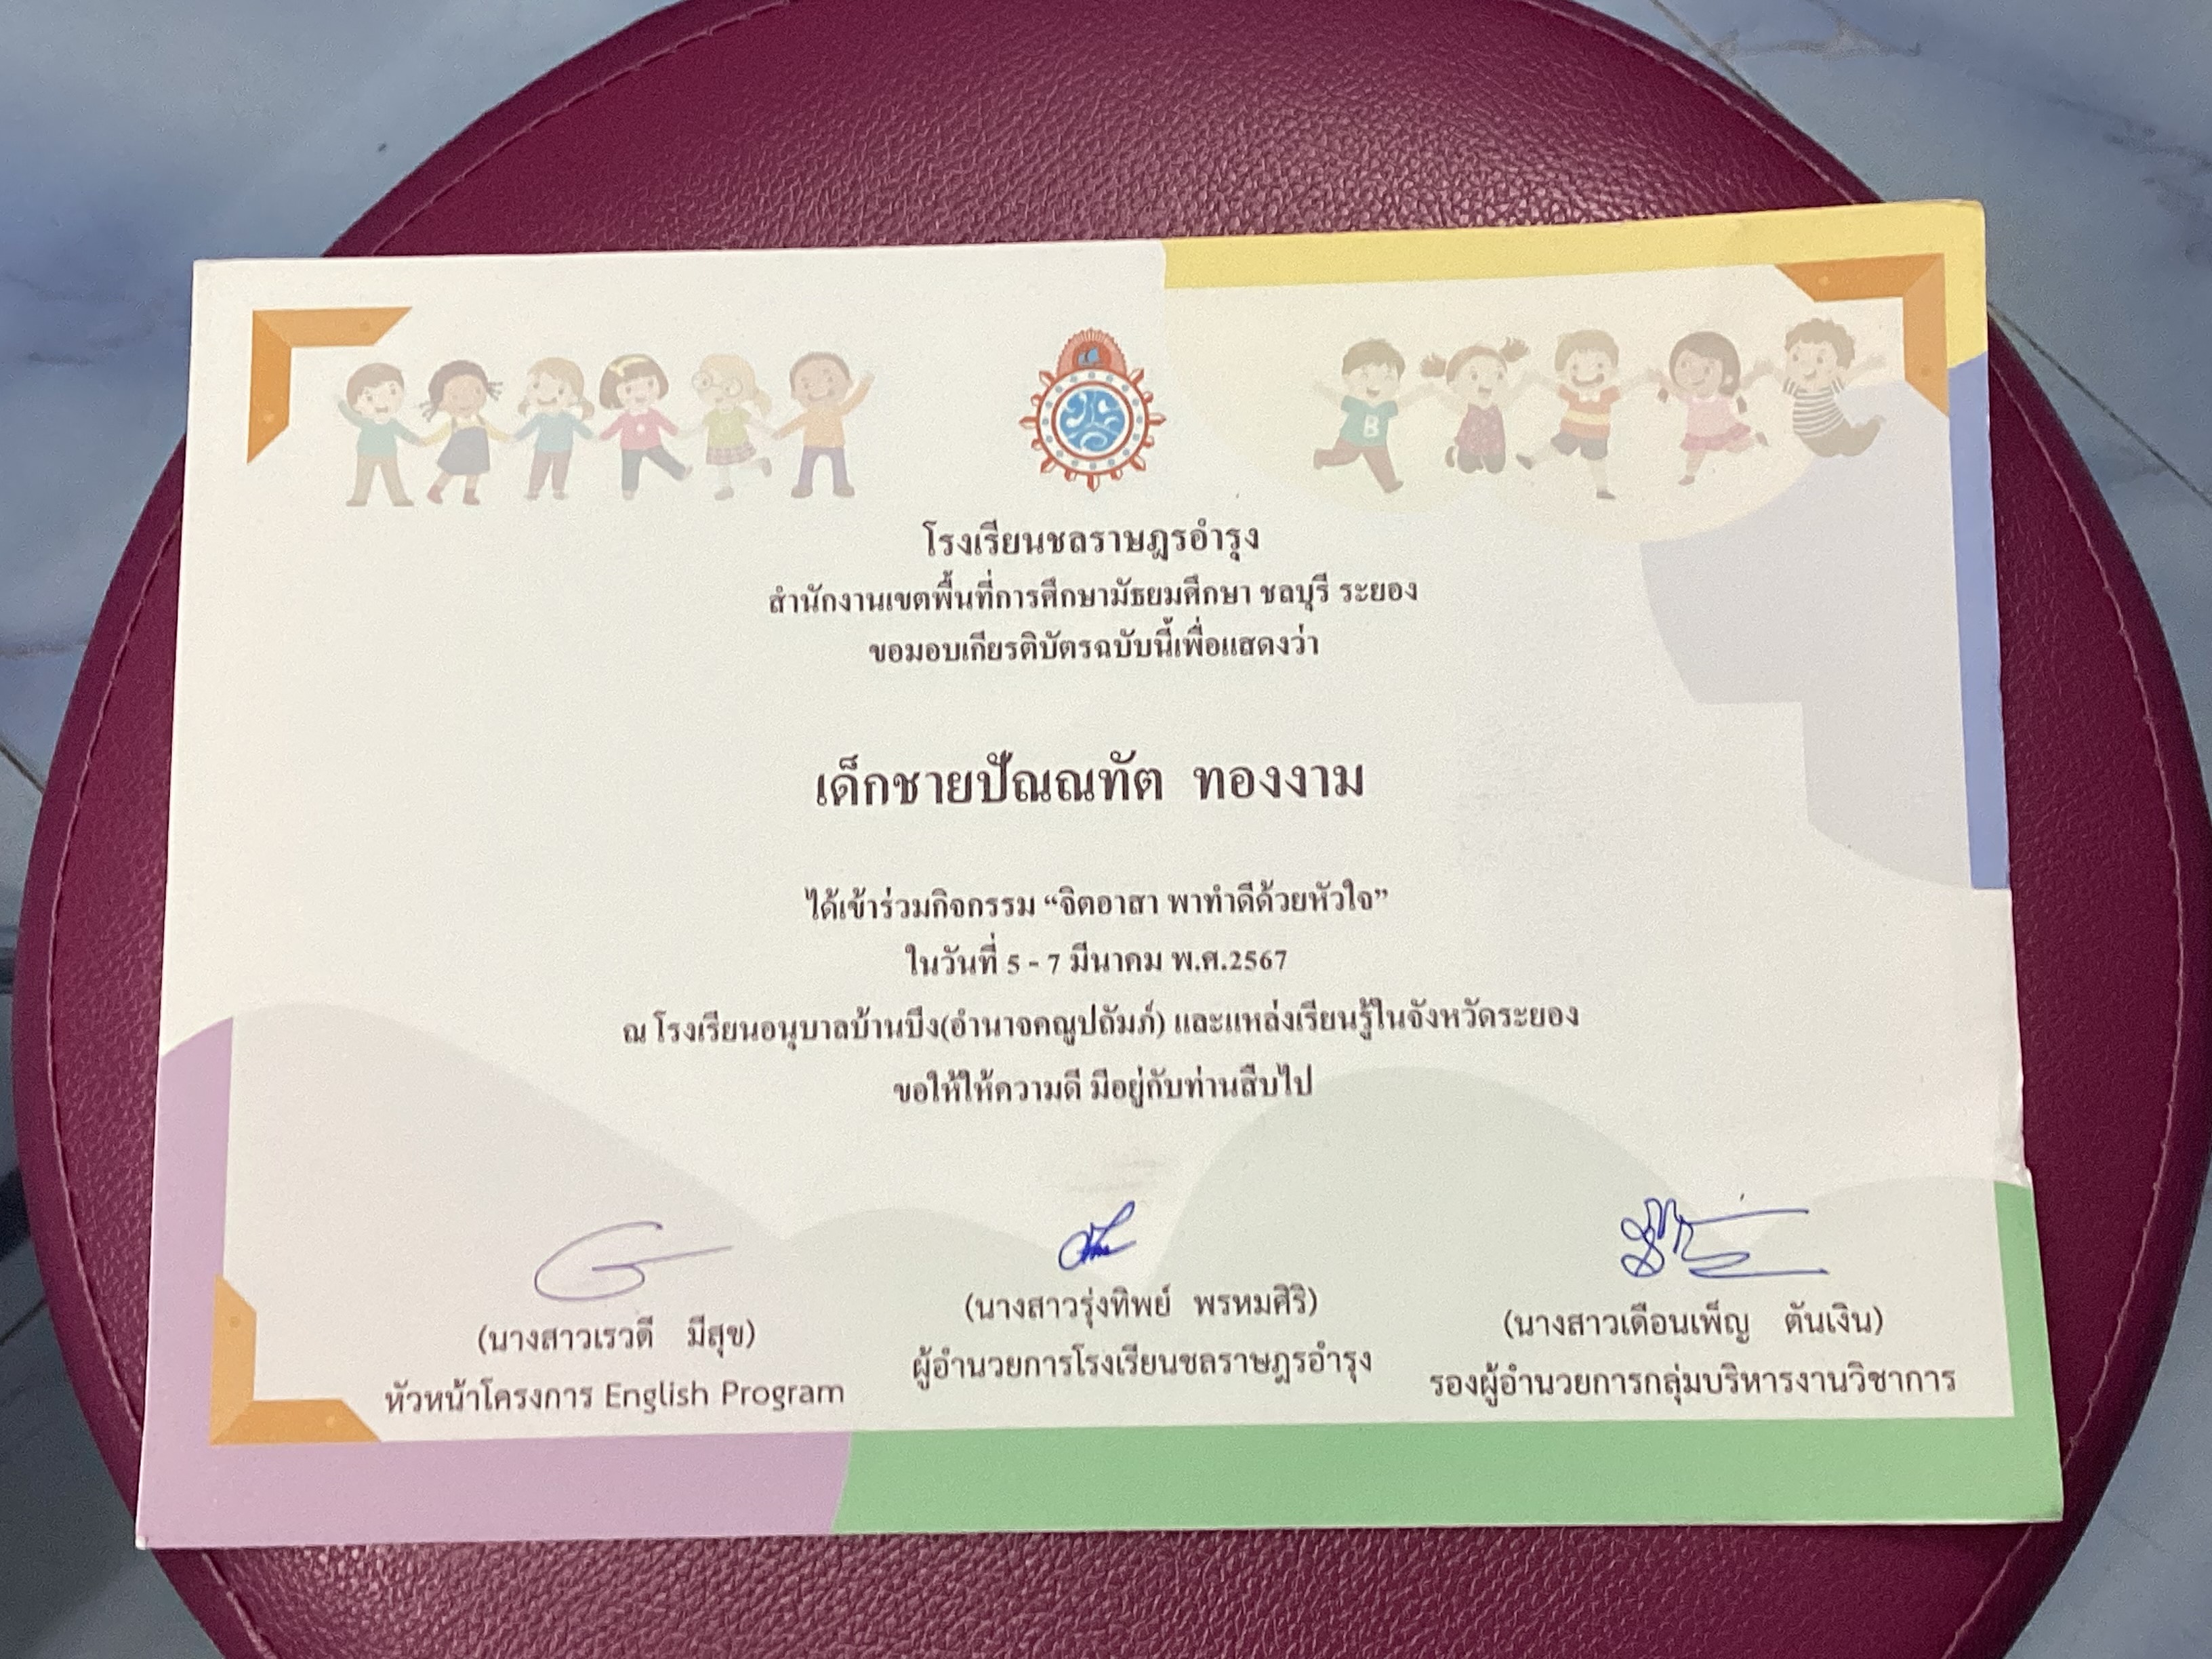 โรงเรียนชลราษฎรอำรุง
สำนักงานเขตพื้นที่การศึกษามัธยมศึกษา ชลบุรี ระยอง
ขอมอบเกียรติบัตรฉบับนี้เพื่อแสดงว่า
เด็กชายปัณณทัต ทองงาม
ได้เข้าร่วมกิจกรรม “จิตอาสา พาทำดีด้วยหัวใจ”
ในวันที่ 5 - 7 มีนาคม พ.ศ.2567
ณ โรงเรียนอนุบาลบ้านบึง(อำนาจคณูปถัมภ์) และแหล่งเรียนรู้ในจังหวัดระยอง
ขอให้ให้ความดี มีอยู่กับท่านสืบไป
(นางสาวเรวดี มีสุข)
หัวหน้าโครงการ English Program
(นางสาวรุ่งทิพย์ พรหมศิริ)
ผู้อำนวยการโรงเรียนชลราษฎรอำรุง
(นางสาวเดือนเพ็ญ ตันเงิน)
รองผู้อำนวยการกลุ่มบริหารงานวิชาการ
B